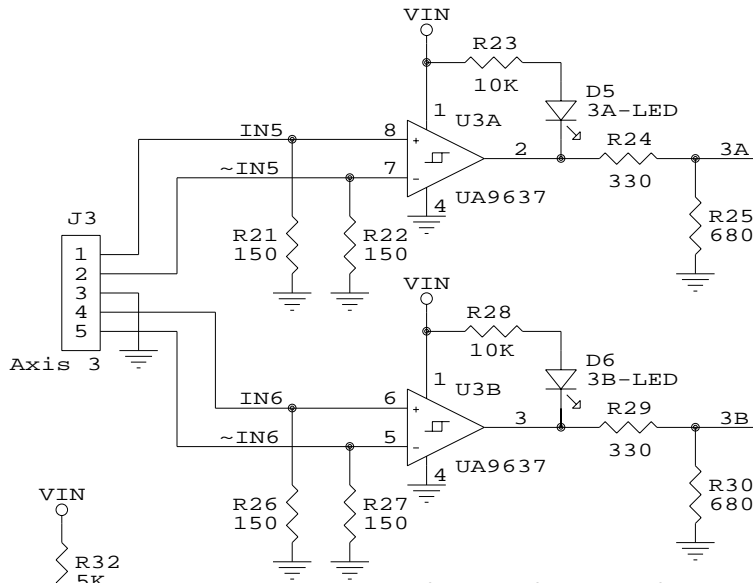 VIN
R23
10K
D5
3A-LED
1
U3A
IN5
8
+
2
R24
3A
~IN5
7
-
330
UA9637
4
J3
R21
150
R22
150
R25
680
1
2
3
4
5
Axis 3
VIN
R28
10K
D6
3B-LED
1
U3B
IN6
6
+
3
R29
3B
~IN6
5
-
330
UA9637
4
R26
150
R27
150
R30
680
VIN
R32
5K